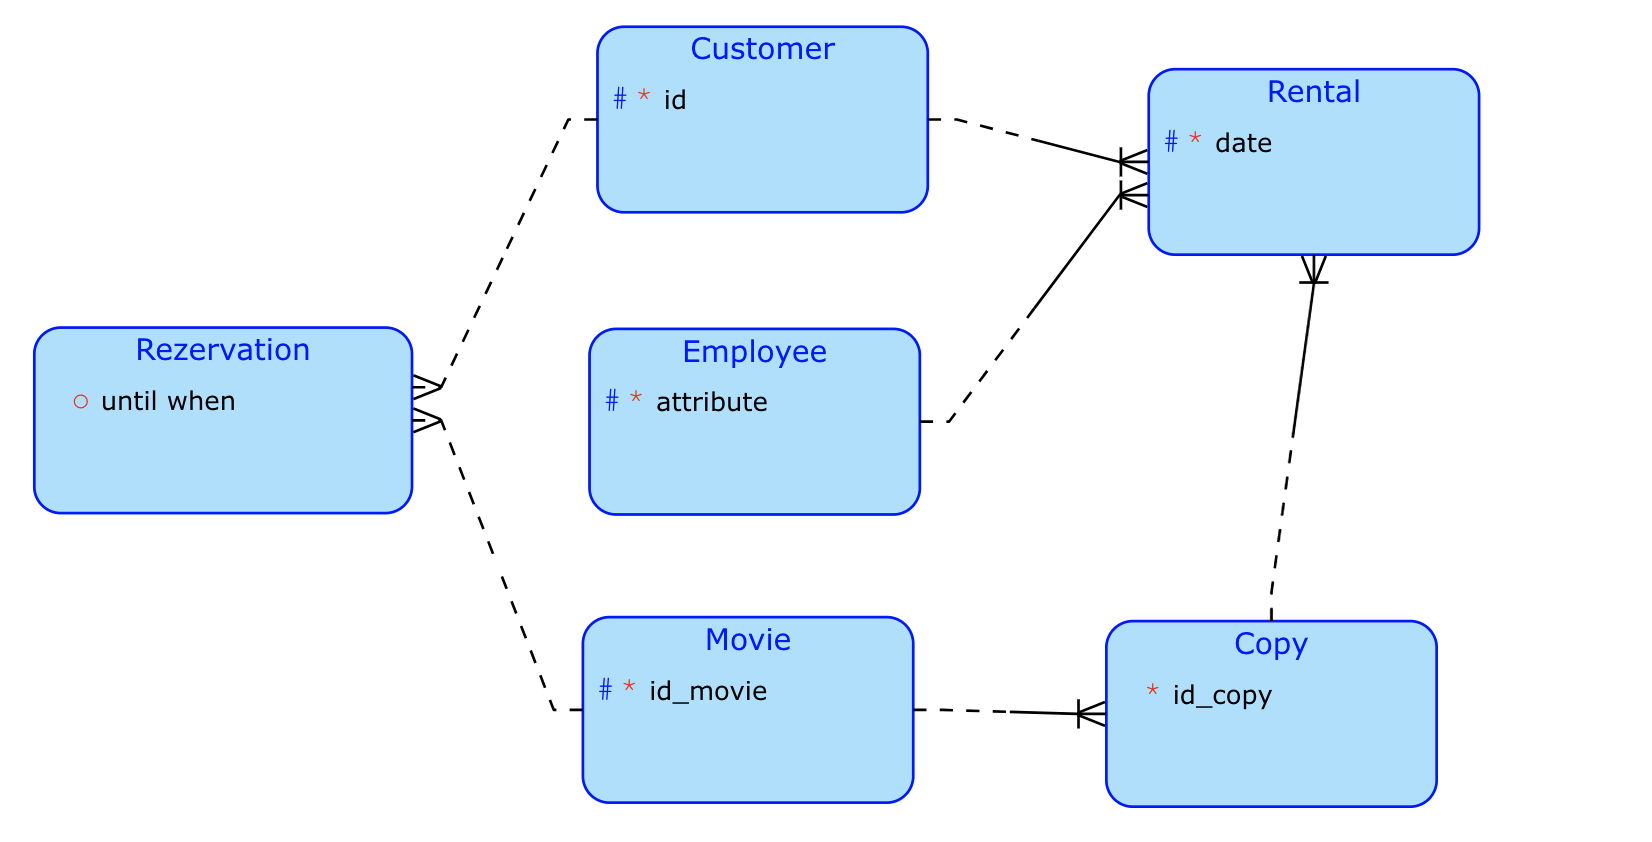 Customer
# * id
Rental
# * date
Rezervation
○ until when
Employee
# * attribute
Movie
# * id_movie
Copy
* id_copy